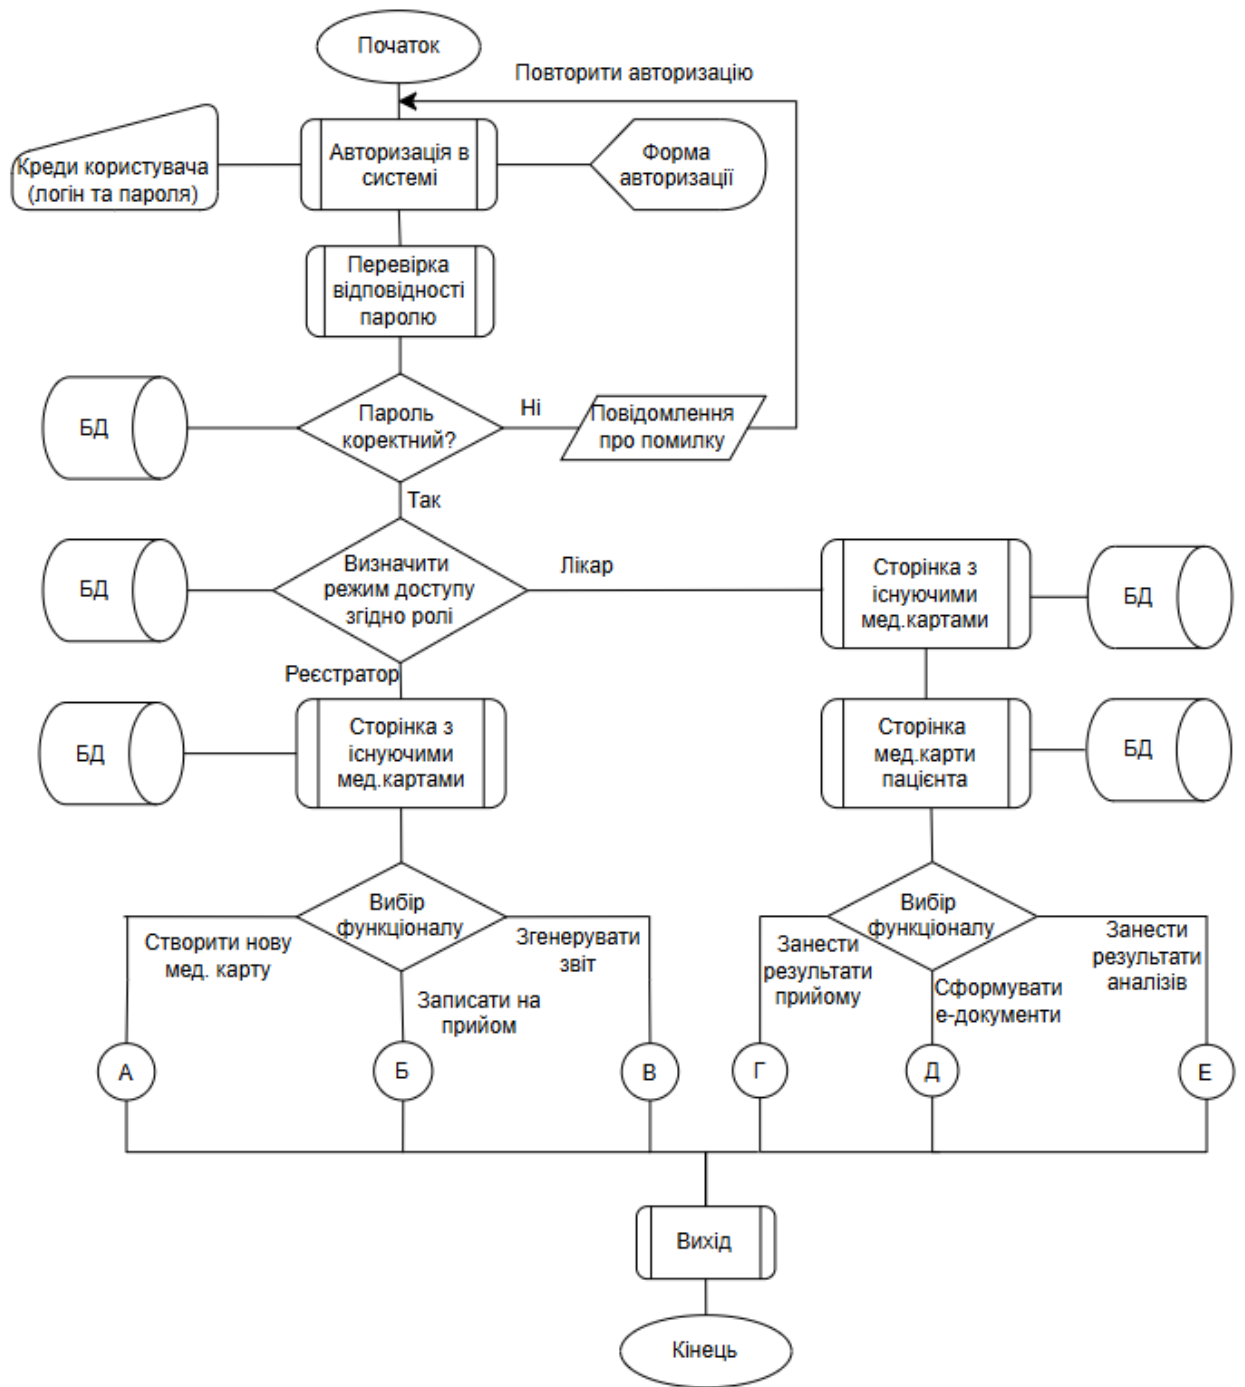 Початок
Повторити авторизацію
Креди користувача
(логін та пароля)
Авторизація в
системі
Форма
авторизації
Перевірка
відповідності
паролю
БД
Пароль
коректний?
Ні
Повідомлення
про помилку
Так
БД
Визначити
режим доступу
згідно ролі
Лікар
Сторінка з
існуючими
мед.картами
БД
Реєстратор
БД
Сторінка з
існуючими
мед.картами
Сторінка
мед.карти
пацієнта
БД
Вибір
функціоналу
Створити нову
мед. карту
Записати на
прийом
Згенерувати
звіт
Вибір
функціоналу
Занести
результати
прийому
Сформувати
е-документи
Занести
результати
аналізів
А
Б
В
Г
Д
Е
Вихід
Кінець